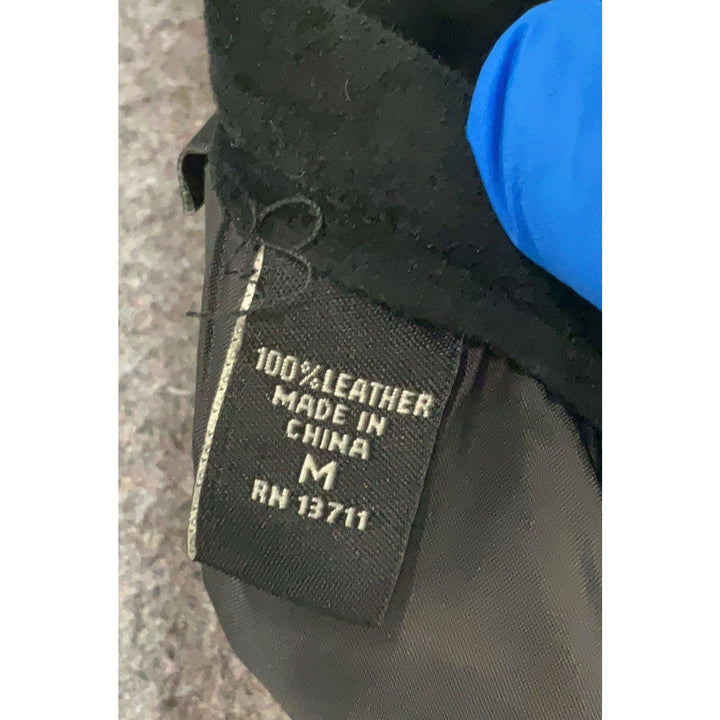 100% LEATHER
MADE IN
CHINA
M
RN 13711